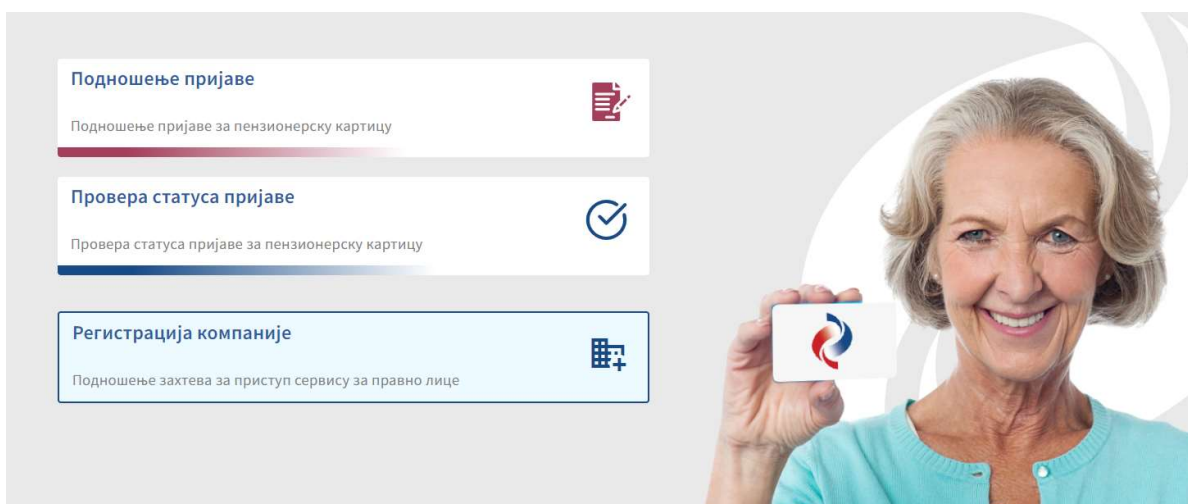 Подношење пријаве
Подношење пријаве за пензионерску картицу
Провера статуса пријаве
Провера статуса пријаве за пензионерску картицу
Регистрација компаније
Подношење захтева за приступ сервису за правно лице